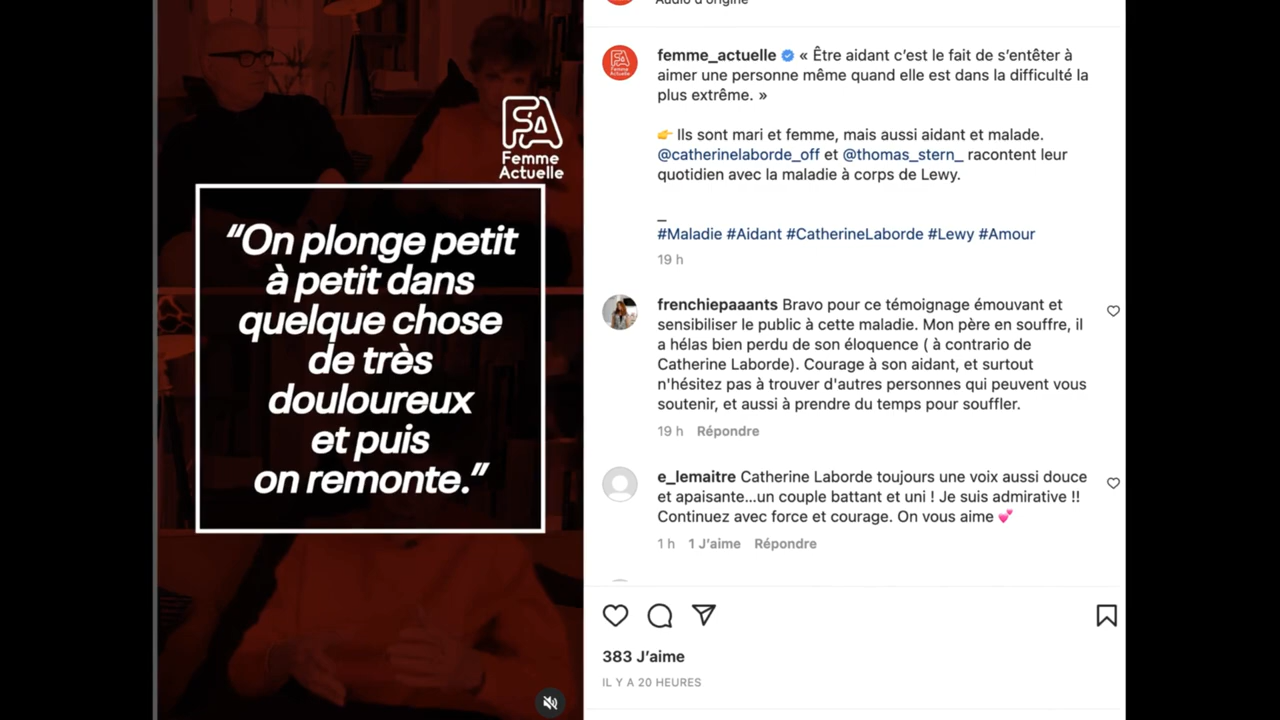 FA
Femme
Actuelle
“On plonge petit
à petit dans
quelque chose
de très
douloureux
et puis
on remonte.”
Audio d'origine
FA
Femme
Actuelle
femme_actuelle « Être aidant c’est le fait de s’entêter à
aimer une personne même quand elle est dans la difficulté la
plus extrême. »
👉 Ils sont mari et femme, mais aussi aidant et malade.
@catherinelaborde_off et @thomas_stern_ racontent leur
quotidien avec la maladie à corps de Lewy.
_
#Maladie #Aidant #CatherineLaborde #Lewy #Amour
19 h
frenchiepaaants Bravo pour ce témoignage émouvant et
sensibiliser le public à cette maladie. Mon père en souffre, il
a hélas bien perdu de son éloquence ( à contrario de
Catherine Laborde). Courage à son aidant, et surtout
n'hésitez pas à trouver d'autres personnes qui peuvent vous
soutenir, et aussi à prendre du temps pour souffler.
19 h Répondre
e_lemaitre Catherine Laborde toujours une voix aussi douce
et apaisante...un couple battant et uni ! Je suis admirative !!
Continuez avec force et courage. On vous aime 💕
1 h 1 J’aime Répondre
383 J’aime
IL Y A 20 HEURES